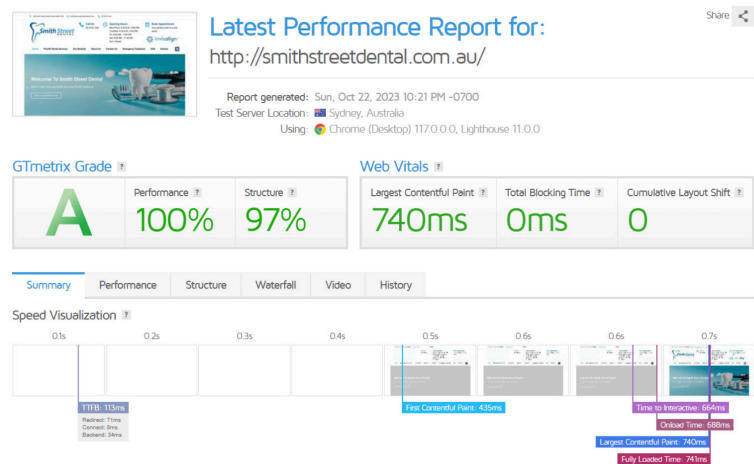 Latest Performance Report for:
Share
http://smithstreetdental.com.au/
Report generated: Sun, Oct 22, 2023 10:21 PM -0700
Test Server Location: Sydney, Australia
Using: Chrome (Desktop) 117.0.0.0, Lighthouse 11.0.0
Smith Street
Welcome To Smith Street Dental
invisalign
GTmetrix Grade ?
Web Vitals ?
A
Performance ?
100%
Structure ?
97%
Largest Contentful Paint ?
740ms
Total Blocking Time ?
0ms
Cumulative Layout Shift ?
0
Summary
Performance
Structure
Waterfall
Video
History
Speed Visualization ?
0.1s 0.2s 0.3s 0.4s 0.5s 0.6s 0.6s 0.7s
TTFB: 113ms
Redirect: 71ms
Connect: 8ms
Backend: 34ms
First Contentful Paint: 435ms
Time to Interactive: 664ms
Onload Time: 688ms
Largest Contentful Paint: 740ms
Fully Loaded Time: 741ms